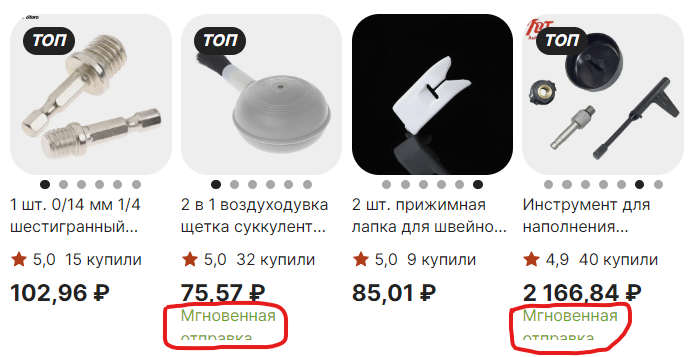 ТОП
1 шт. 0/14 мм 1/4
шестигранный...
5,0 15 купили
102,96 ₽
ТОП
2 в 1 воздуходувка
щетка суккулент...
5,0 32 купили
75,57 ₽
Мгновенная
отправка
2 шт. прижимная
лапка для швейно...
5,0 9 купили
85,01 ₽
ТОП
Инструмент для
наполнения...
4,9 40 купили
2 166,84 ₽
Мгновенная
отправка